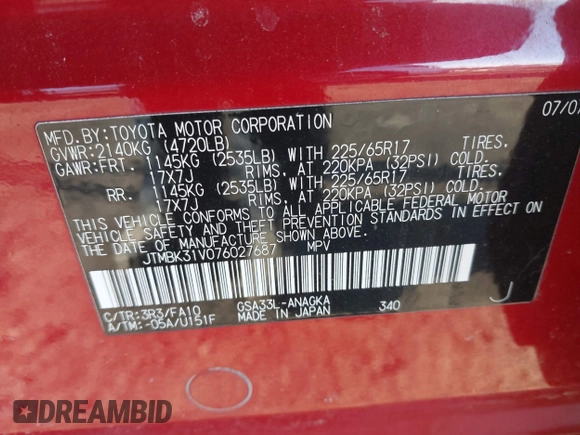 07/07
MFD.BY:TOYOTA MOTOR CORPORATION
GVWR:2140KG (4720LB)
GAWR:FRT. 1145KG (2535LB) WITH 225/65R17 TIRES,
17X7J RIMS, AT 220KPA (32PSI) COLD.
RR. 1145KG (2535LB) WITH 225/65R17 TIRES,
17X7J RIMS, AT 220KPA (32PSI) COLD.
THIS VEHICLE CONFORMS TO ALL APPLICABLE FEDERAL MOTOR
VEHICLE SAFETY AND THEFT PREVENTION STANDARDS IN EFFECT ON
THE DATE OF MANUFACTURE SHOWN ABOVE.
JTMBK31V076027687 MPV
C/TR:3R3/FA10 GSA33L-ANAGKA 340
A/TM:-05A/U151F MADE IN JAPAN
J
DREAMBID